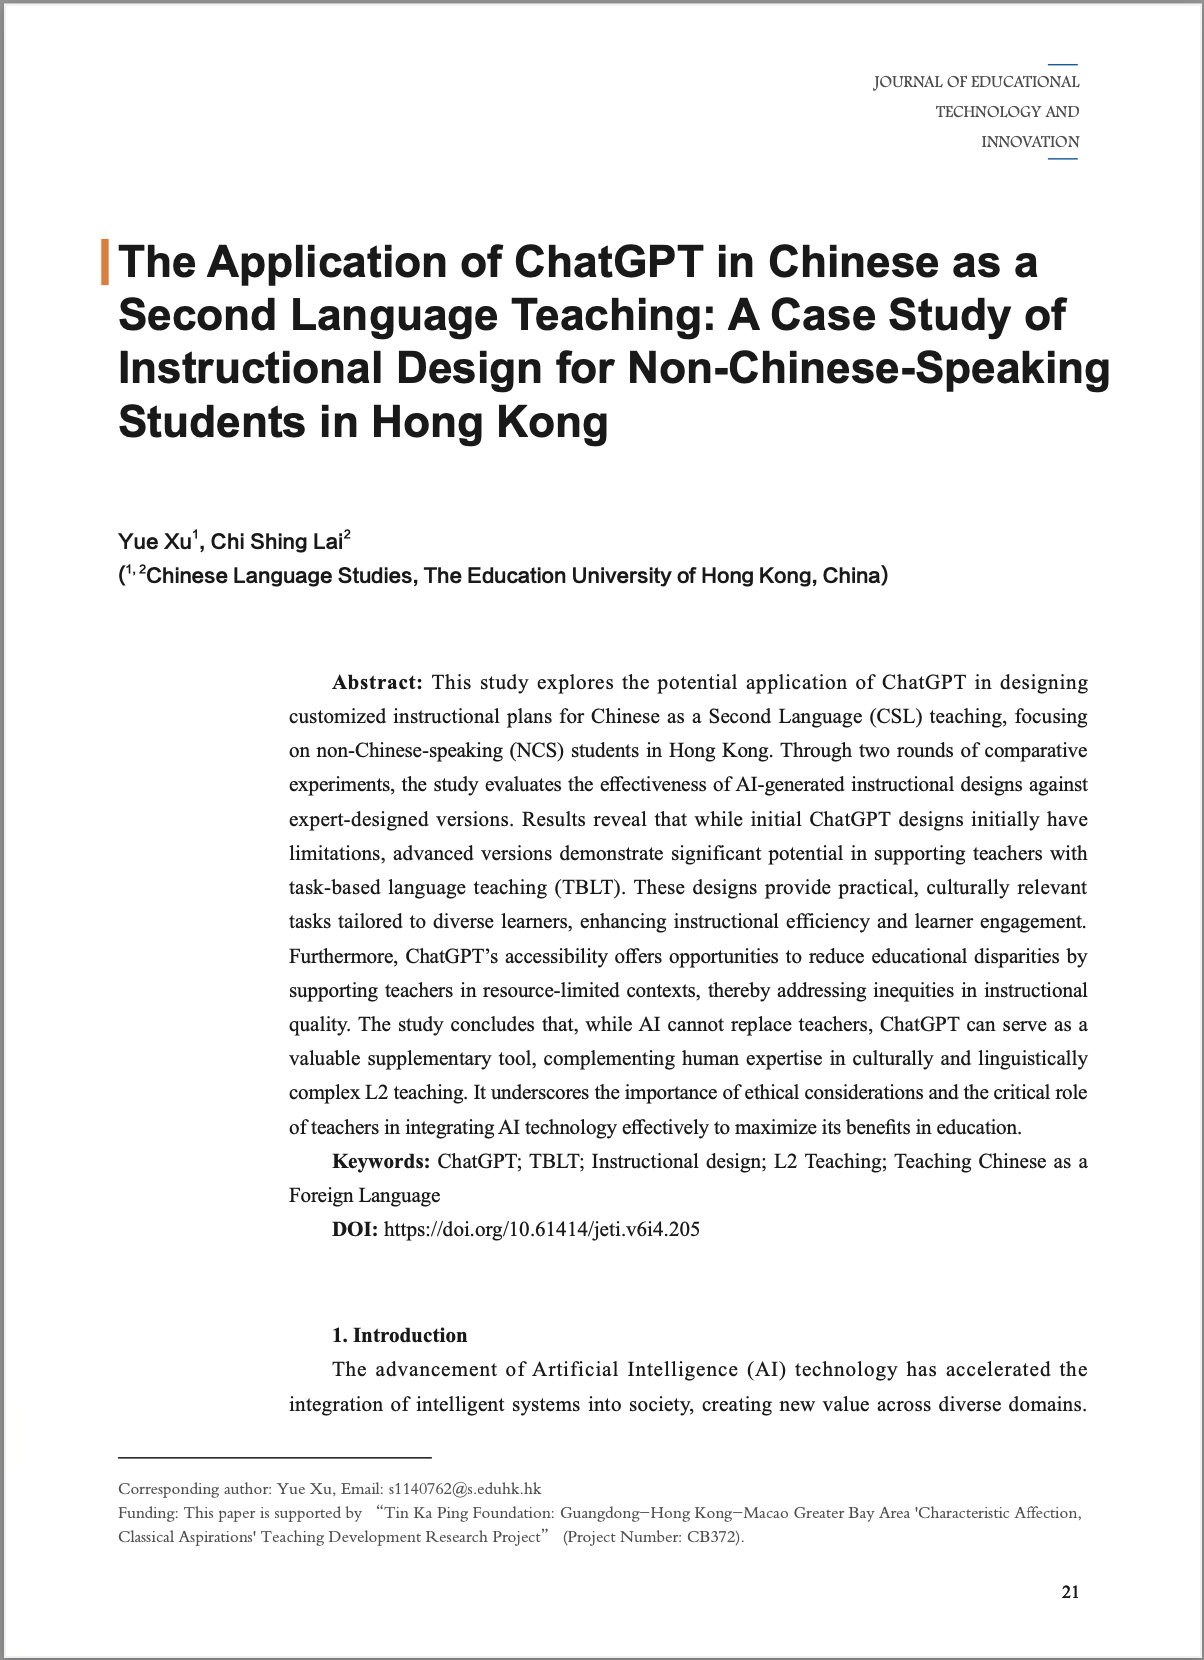 JOURNAL OF EDUCATIONAL
TECHNOLOGY AND
INNOVATION
The Application of ChatGPT in Chinese as a
Second Language Teaching: A Case Study of
Instructional Design for Non-Chinese-Speaking
Students in Hong Kong
Yue Xu1, Chi Shing Lai2
(1, 2Chinese Language Studies, The Education University of Hong Kong, China)
Abstract: This study explores the potential application of ChatGPT in designing
customized instructional plans for Chinese as a Second Language (CSL) teaching, focusing
on non-Chinese-speaking (NCS) students in Hong Kong. Through two rounds of comparative
experiments, the study evaluates the effectiveness of AI-generated instructional designs against
expert-designed versions. Results reveal that while initial ChatGPT designs initially have
limitations, advanced versions demonstrate significant potential in supporting teachers with
task-based language teaching (TBLT). These designs provide practical, culturally relevant
tasks tailored to diverse learners, enhancing instructional efficiency and learner engagement.
Furthermore, ChatGPT’s accessibility offers opportunities to reduce educational disparities by
supporting teachers in resource-limited contexts, thereby addressing inequities in instructional
quality. The study concludes that, while AI cannot replace teachers, ChatGPT can serve as a
valuable supplementary tool, complementing human expertise in culturally and linguistically
complex L2 teaching. It underscores the importance of ethical considerations and the critical role
of teachers in integrating AI technology effectively to maximize its benefits in education.
Keywords: ChatGPT; TBLT; Instructional design; L2 Teaching; Teaching Chinese as a
Foreign Language
DOI: https://doi.org/10.61414/jeti.v6i4.205
1. Introduction
The advancement of Artificial Intelligence (AI) technology has accelerated the
integration of intelligent systems into society, creating new value across diverse domains.
Corresponding author: Yue Xu, Email: s1140762@s.eduhk.hk
Funding: This paper is supported by “Tin Ka Ping Foundation: Guangdong–Hong Kong–Macao Greater Bay Area 'Characteristic Affection,
Classical Aspirations' Teaching Development Research Project” (Project Number: CB372).
21